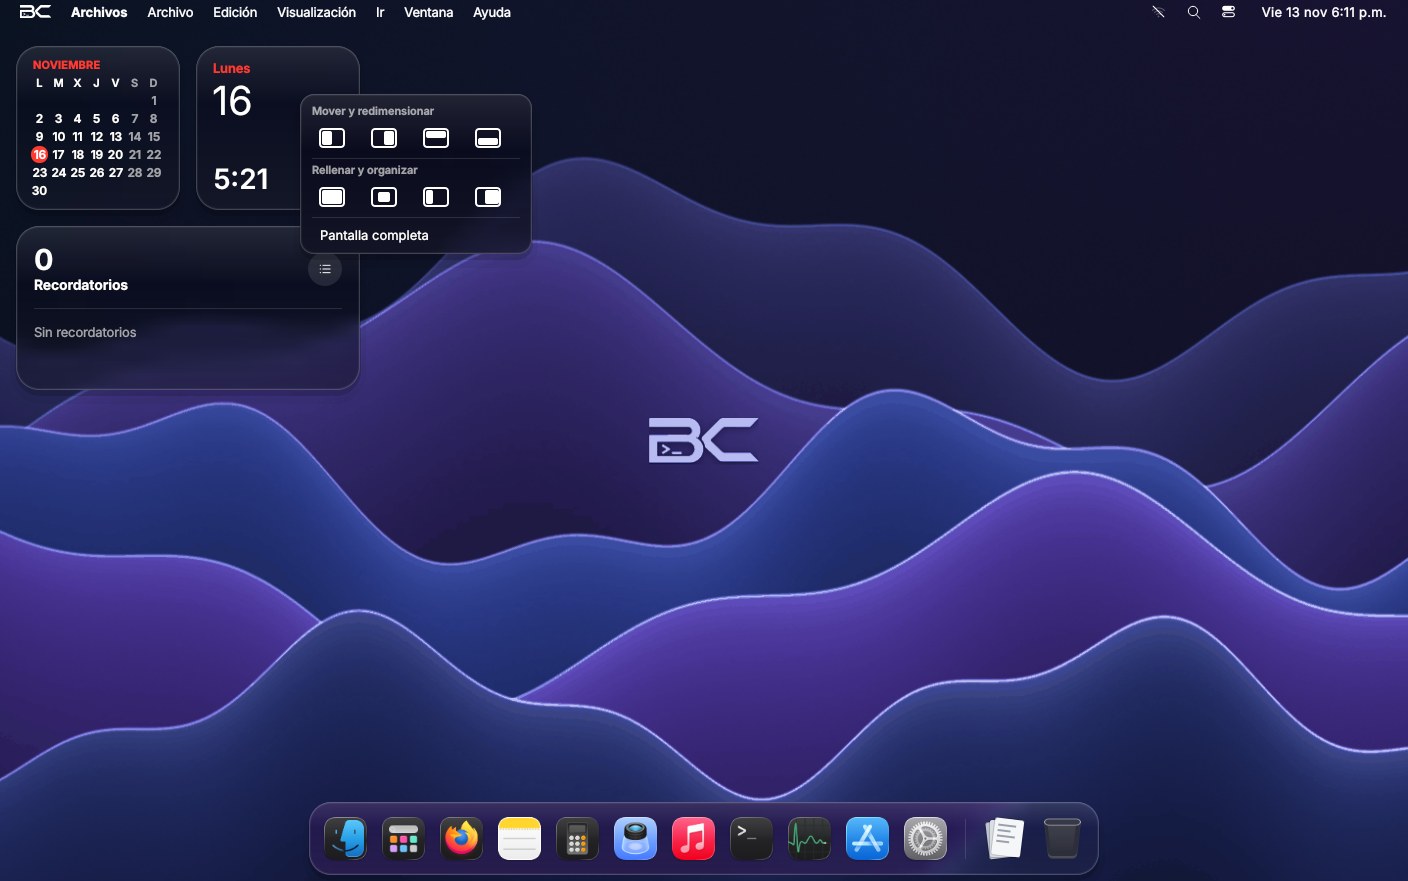 BC Archivos Archivo Edición Visualización Ir Ventana Ayuda Vie 13 nov 6:11 p.m.
NOVIEMBRE
L M X J V S D
1
2 3 4 5 6 7 8
9 10 11 12 13 14 15
16 17 18 19 20 21 22
23 24 25 26 27 28 29
30
Lunes
16
5:21
Mover y redimensionar
Rellenar y organizar
Pantalla completa
0
Recordatorios
Sin recordatorios
BC
>_
>_